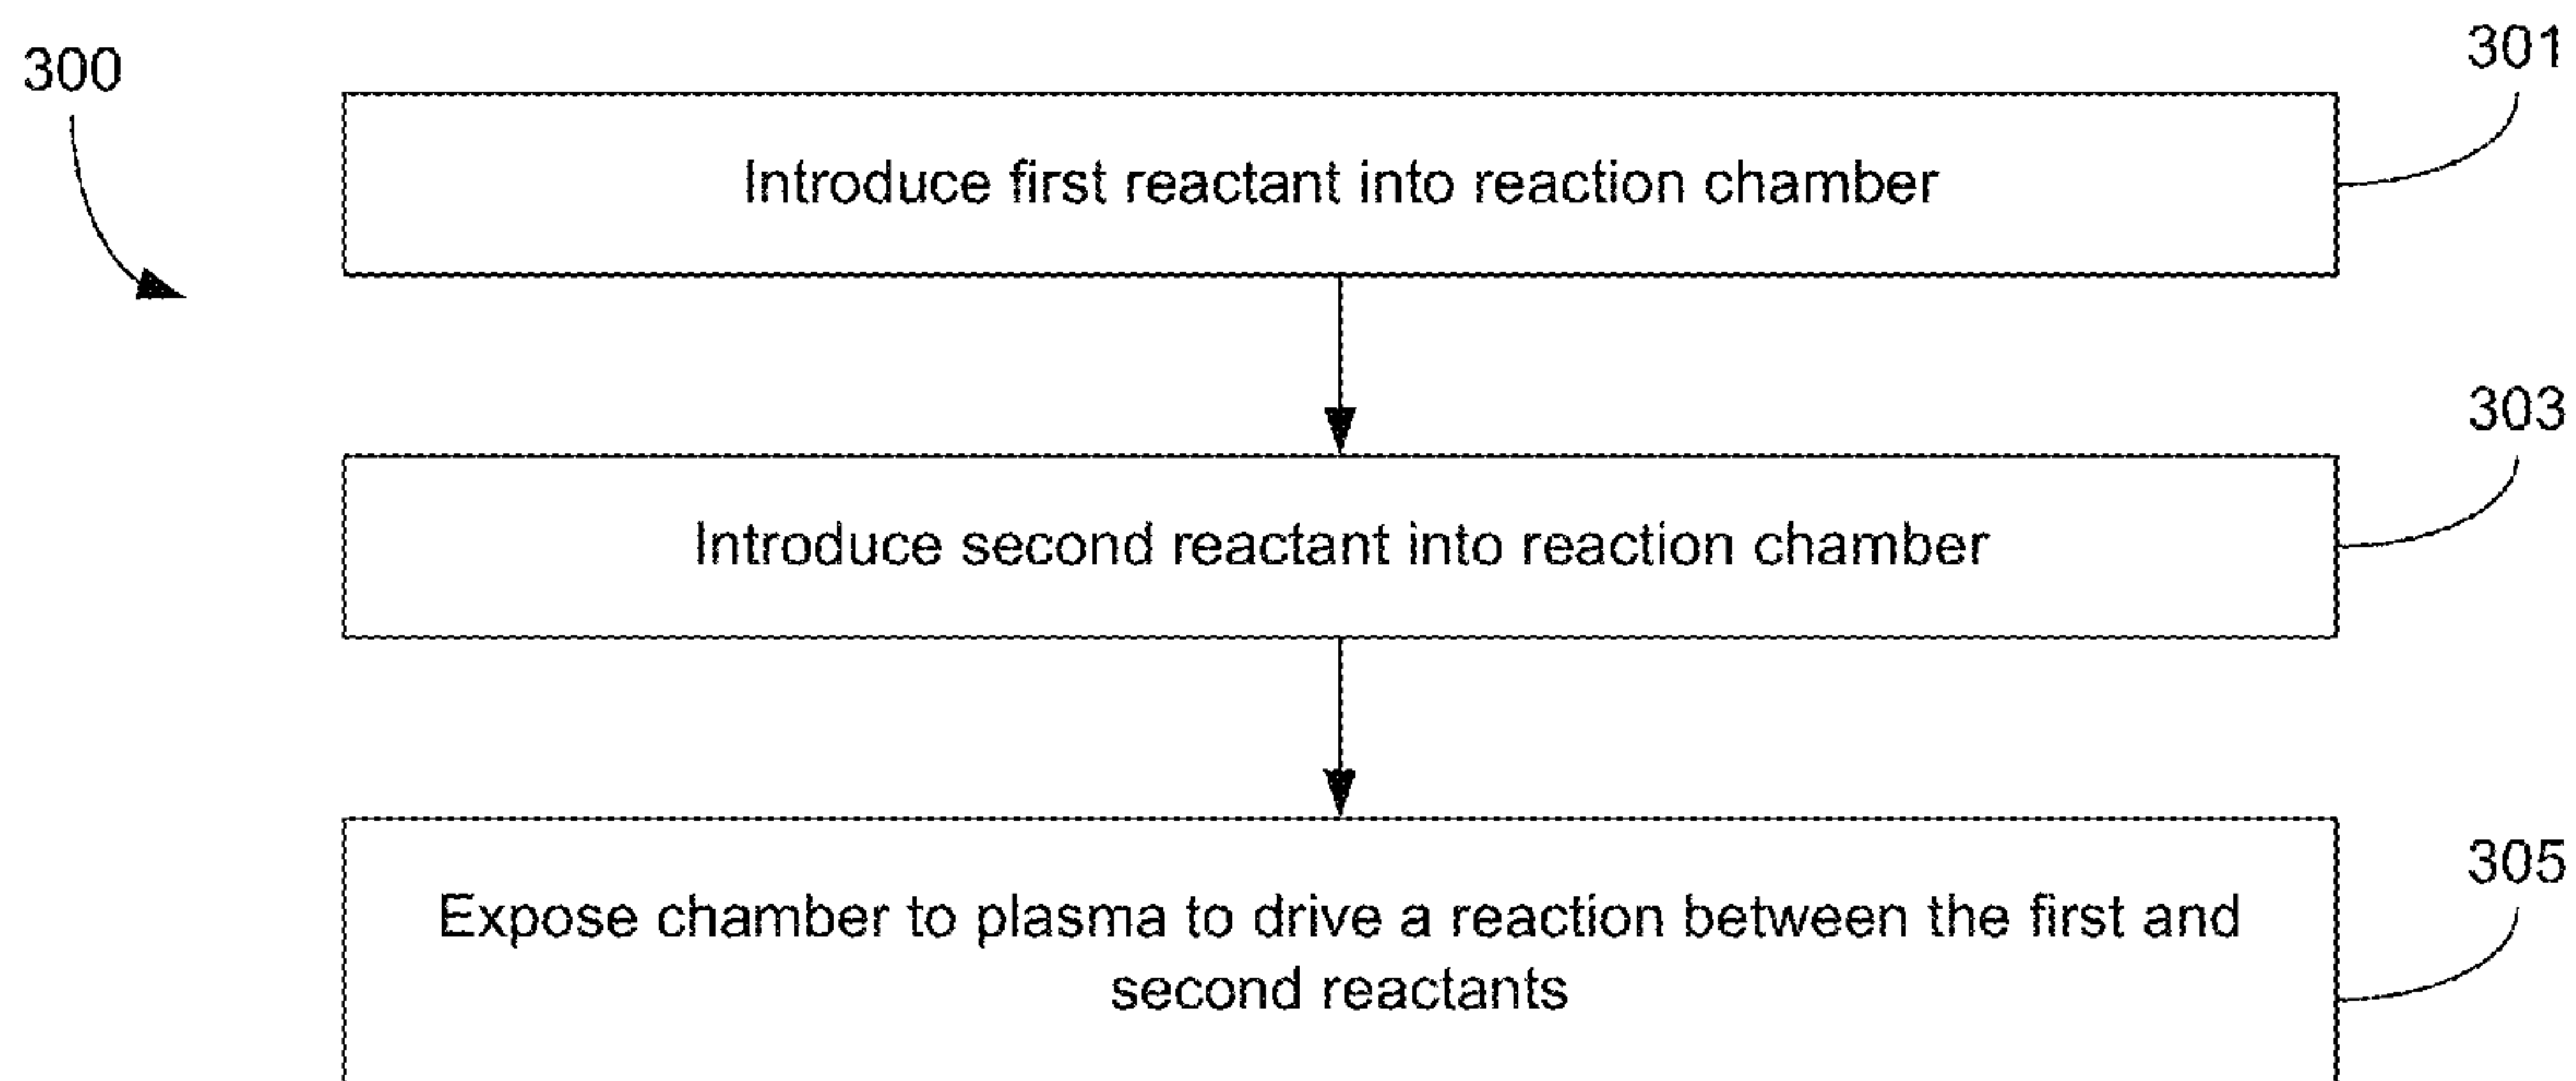 300
301
Introduce first reactant into reaction chamber
303
Introduce second reactant into reaction chamber
305
Expose chamber to plasma to drive a reaction between the first and
second reactants